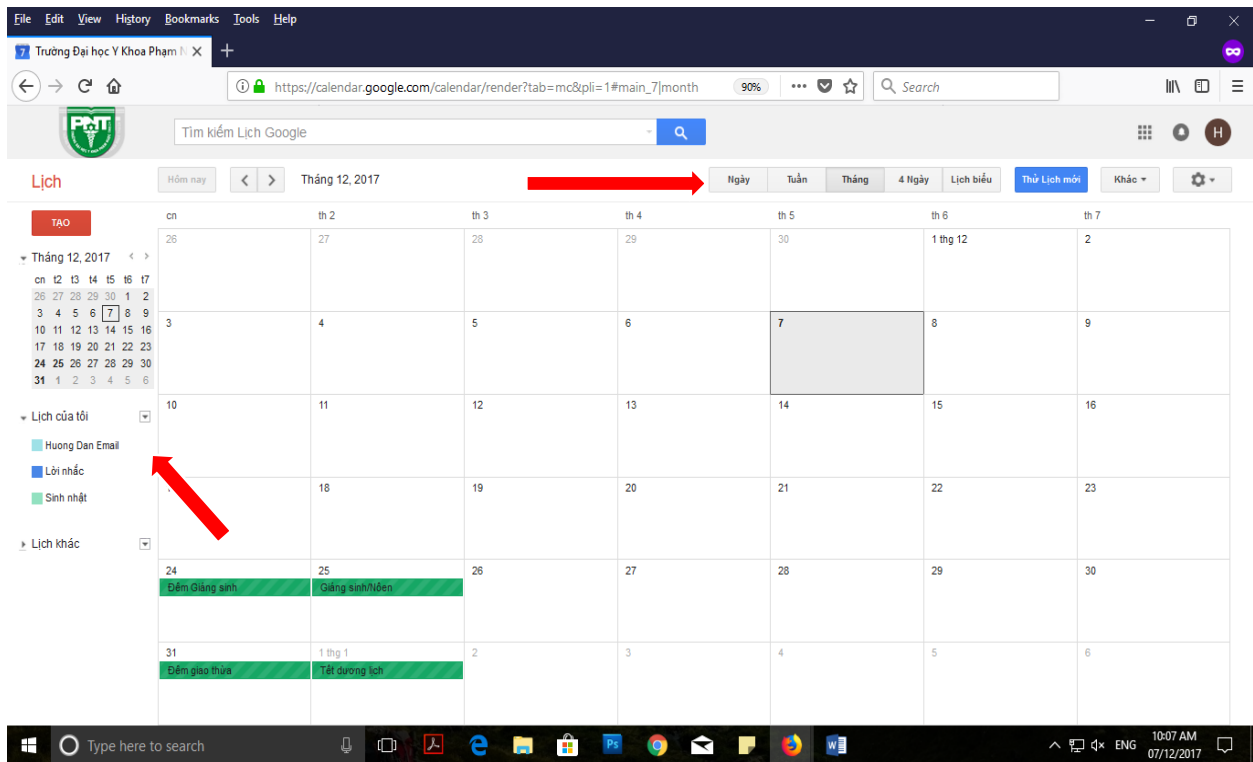 File Edit View History Bookmarks Tools Help
7 Trường Đại học Y Khoa Phạm N
https://calendar.google.com/calendar/render?tab=mc&pli=1#main_7|month 90% Search
PNT
Tìm kiếm Lịch Google H
Lịch Hôm nay Tháng 12, 2017 Ngày Tuần Tháng 4 Ngày Lịch biểu Thử Lịch mới Khác
TẠO
cn th 2 th 3 th 4 th 5 th 6 th 7
26 27 28 29 30 1 thg 12 2
Tháng 12, 2017
cn t2 t3 t4 t5 t6 t7
26 27 28 29 30 1 2
3 4 5 6 7 8 9
10 11 12 13 14 15 16
17 18 19 20 21 22 23
24 25 26 27 28 29 30
31 1 2 3 4 5 6
3 4 5 6 7 8 9
Lịch của tôi
Huong Dan Email
Lời nhắc
Sinh nhật
Lịch khác
10 11 12 13 14 15 16
18 19 20 21 22 23
24 25 26 27 28 29 30
Đêm Giáng sinh Giáng sinh/Nôen
31 1 thg 1 2 3 4 5 6
Đêm giao thừa Tết dương lịch
Type here to search Ps W ENG 10:07 AM
07/12/2017